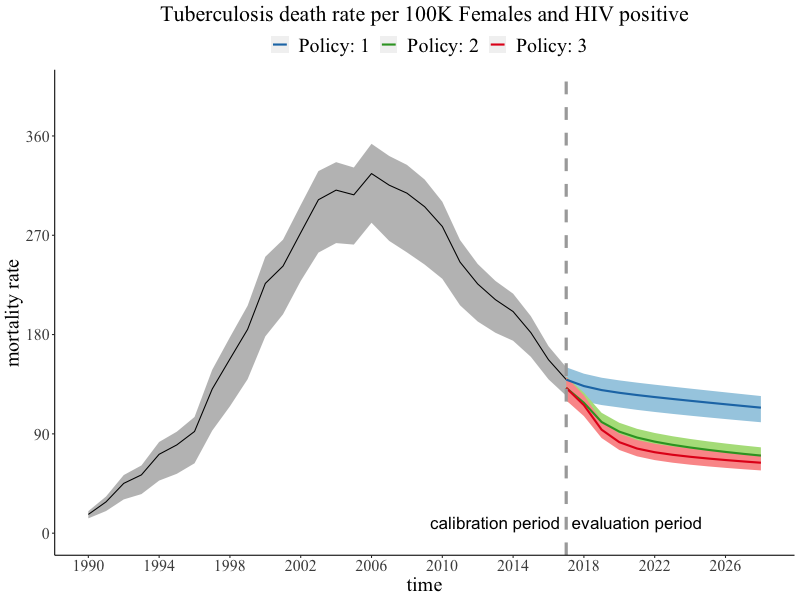 Tuberculosis death rate per 100K Females and HIV positive
Policy: 1 Policy: 2 Policy: 3
mortality rate
360
270
180
90
0
calibration period evaluation period
1990 1994 1998 2002 2006 2010 2014 2018 2022 2026
time